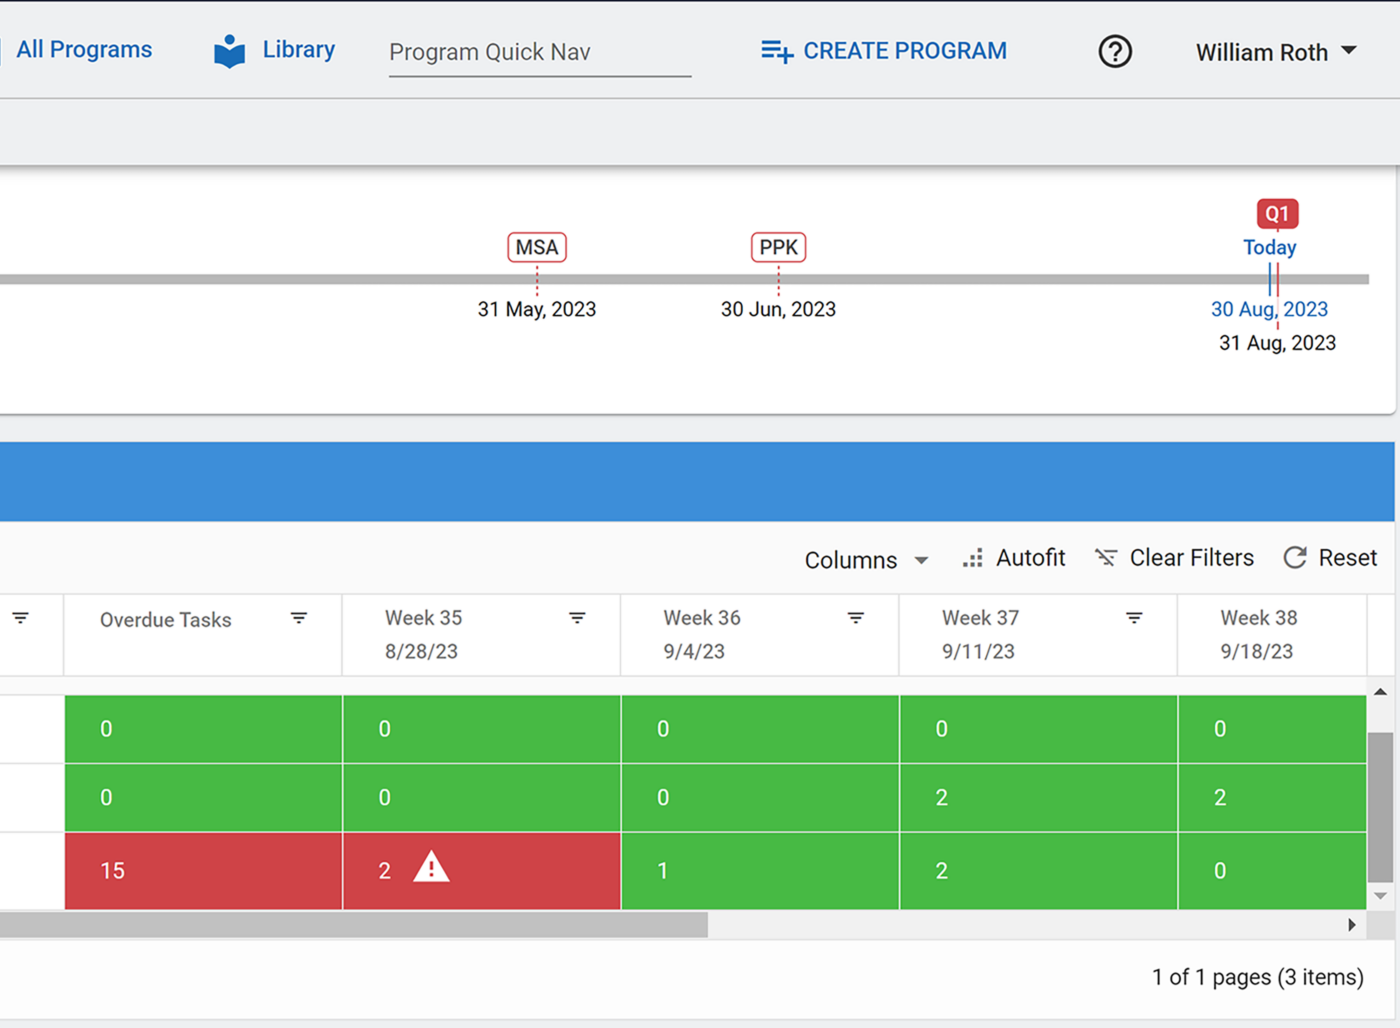 All Programs Library Program Quick Nav CREATE PROGRAM William Roth
Q1
MSA PPK Today
31 May, 2023 30 Jun, 2023 30 Aug, 2023
31 Aug, 2023
Columns Autofit Clear Filters Reset
Overdue Tasks Week 35 Week 36 Week 37 Week 38
8/28/23 9/4/23 9/11/23 9/18/23
0 0 0 0 0
0 0 0 2 2
15 2 1 2 0
1 of 1 pages (3 items)